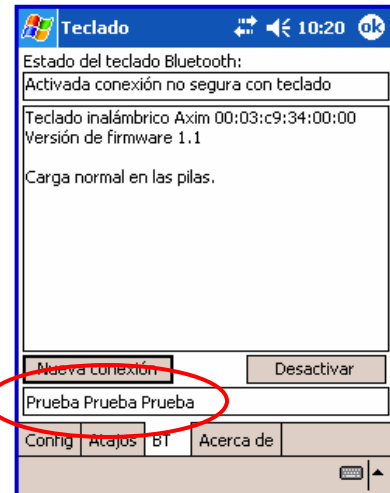 Teclado 10:20 ok
Estado del teclado Bluetooth:
Activada conexión no segura con teclado
Teclado inalámbrico Axim 00:03:c9:34:00:00
Versión de firmware 1.1
Carga normal en las pilas.
Nueva conexión Desactivar
Prueba Prueba Prueba
Config Atajos BT Acerca de